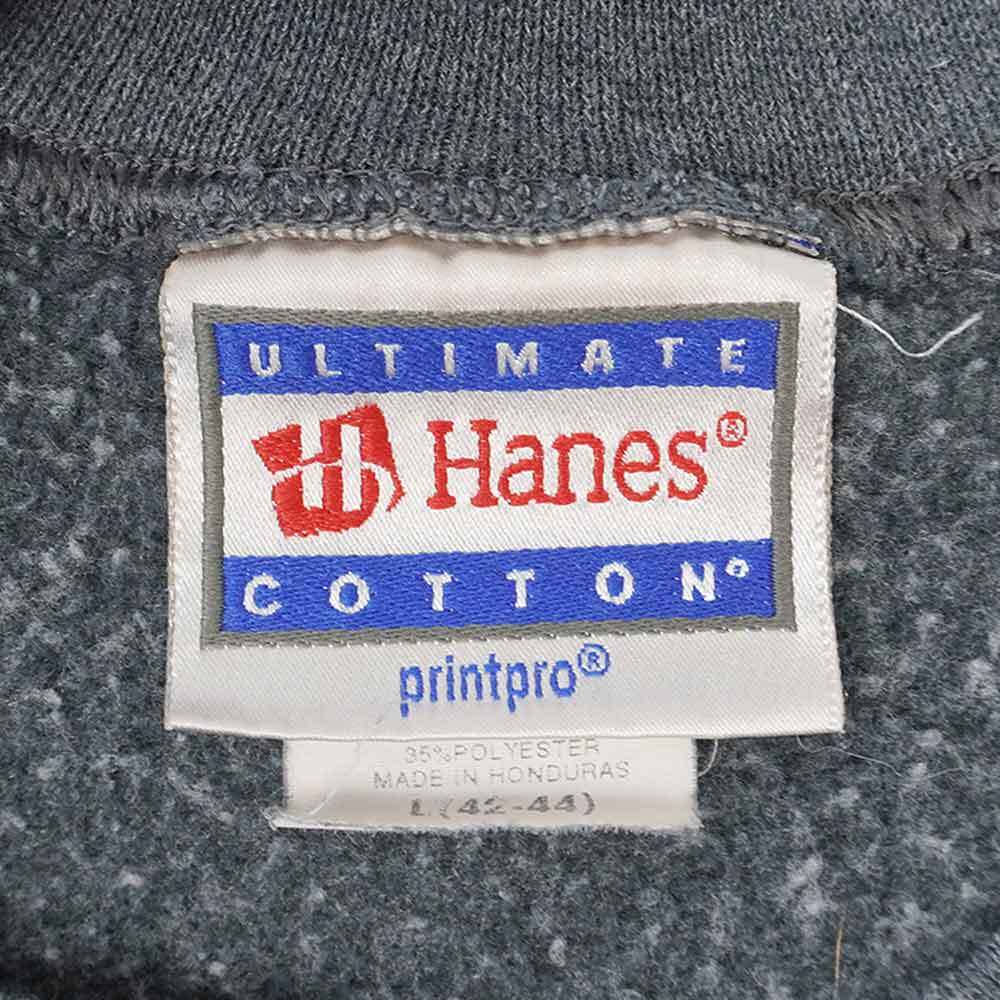 ULTIMATE
Hanes®
COTTON®
printpro®
35% POLYESTER
MADE IN HONDURAS
L (42-44)